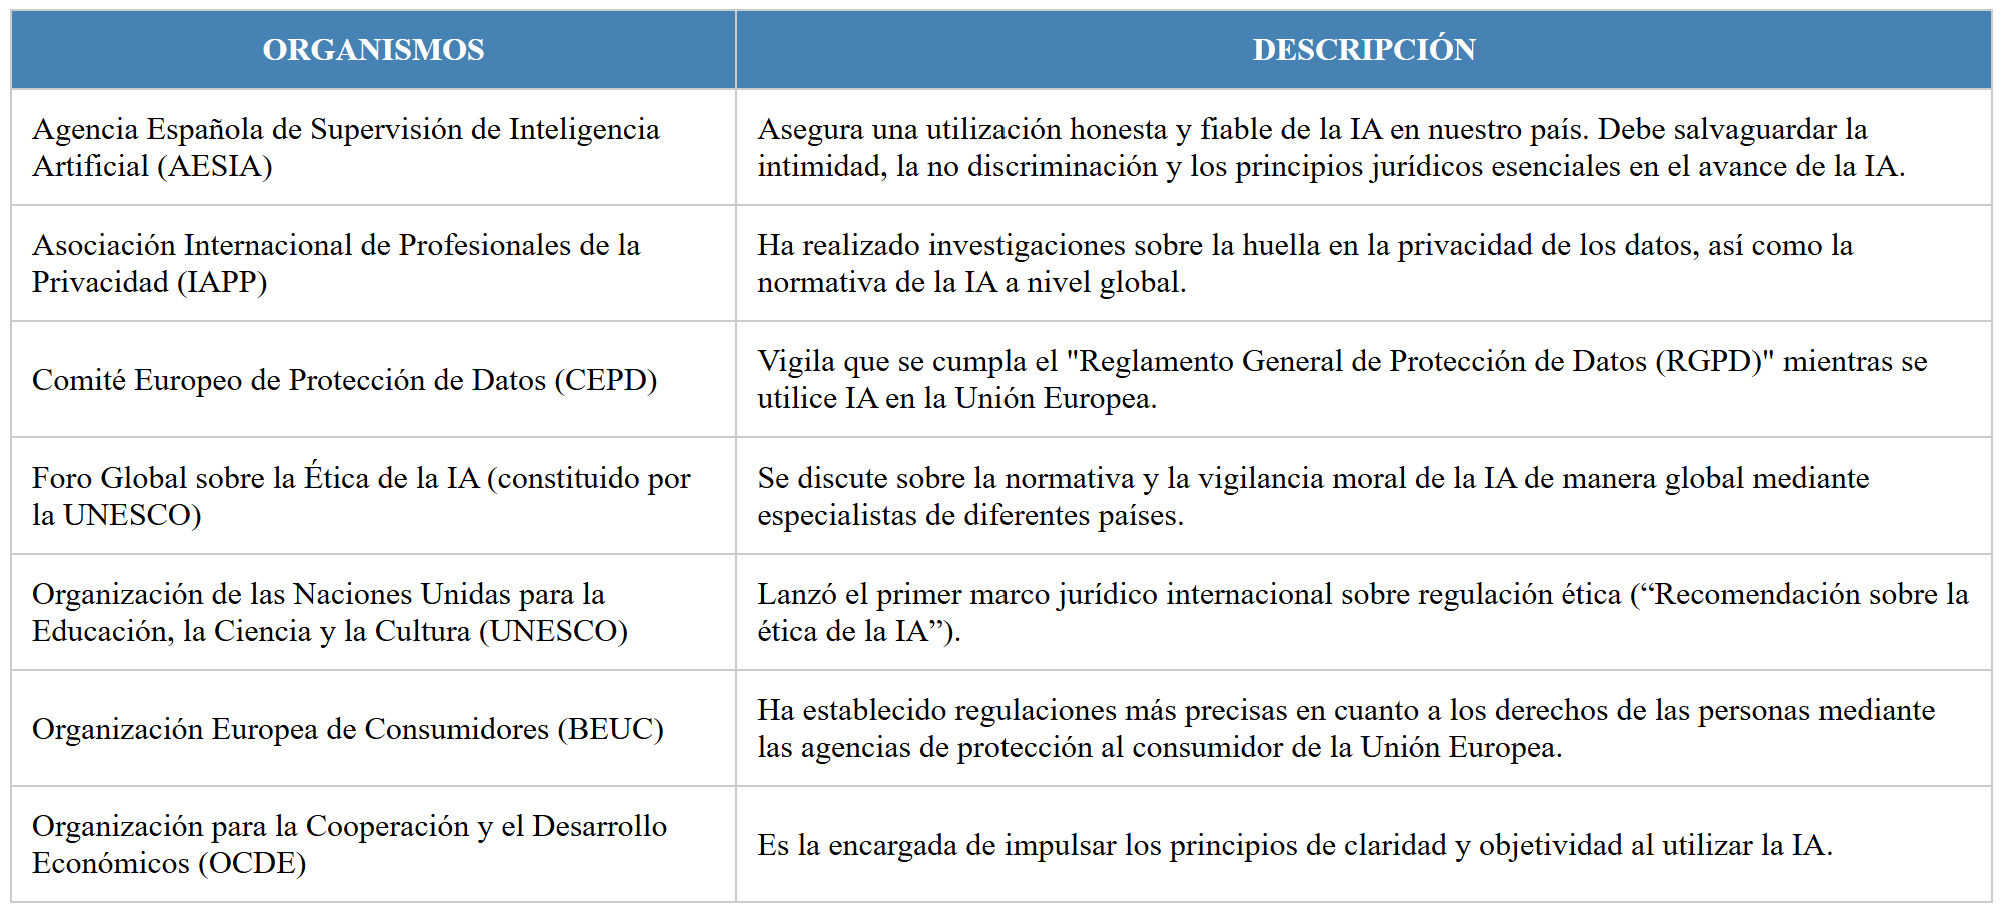 ORGANISMOS
DESCRIPCIÓN
Agencia Española de Supervisión de Inteligencia
Artificial (AESIA)
Asegura una utilización honesta y fiable de la IA en nuestro país. Debe salvaguardar la
intimidad, la no discriminación y los principios jurídicos esenciales en el avance de la IA.
Asociación Internacional de Profesionales de la
Privacidad (IAPP)
Ha realizado investigaciones sobre la huella en la privacidad de los datos, así como la
normativa de la IA a nivel global.
Comité Europeo de Protección de Datos (CEPD)
Vigila que se cumpla el "Reglamento General de Protección de Datos (RGPD)" mientras se
utilice IA en la Unión Europea.
Foro Global sobre la Ética de la IA (constituido por
la UNESCO)
Se discute sobre la normativa y la vigilancia moral de la IA de manera global mediante
especialistas de diferentes países.
Organización de las Naciones Unidas para la
Educación, la Ciencia y la Cultura (UNESCO)
Lanzó el primer marco jurídico internacional sobre regulación ética (“Recomendación sobre la
ética de la IA”).
Organización Europea de Consumidores (BEUC)
Ha establecido regulaciones más precisas en cuanto a los derechos de las personas mediante
las agencias de protección al consumidor de la Unión Europea.
Organización para la Cooperación y el Desarrollo
Económicos (OCDE)
Es la encargada de impulsar los principios de claridad y objetividad al utilizar la IA.